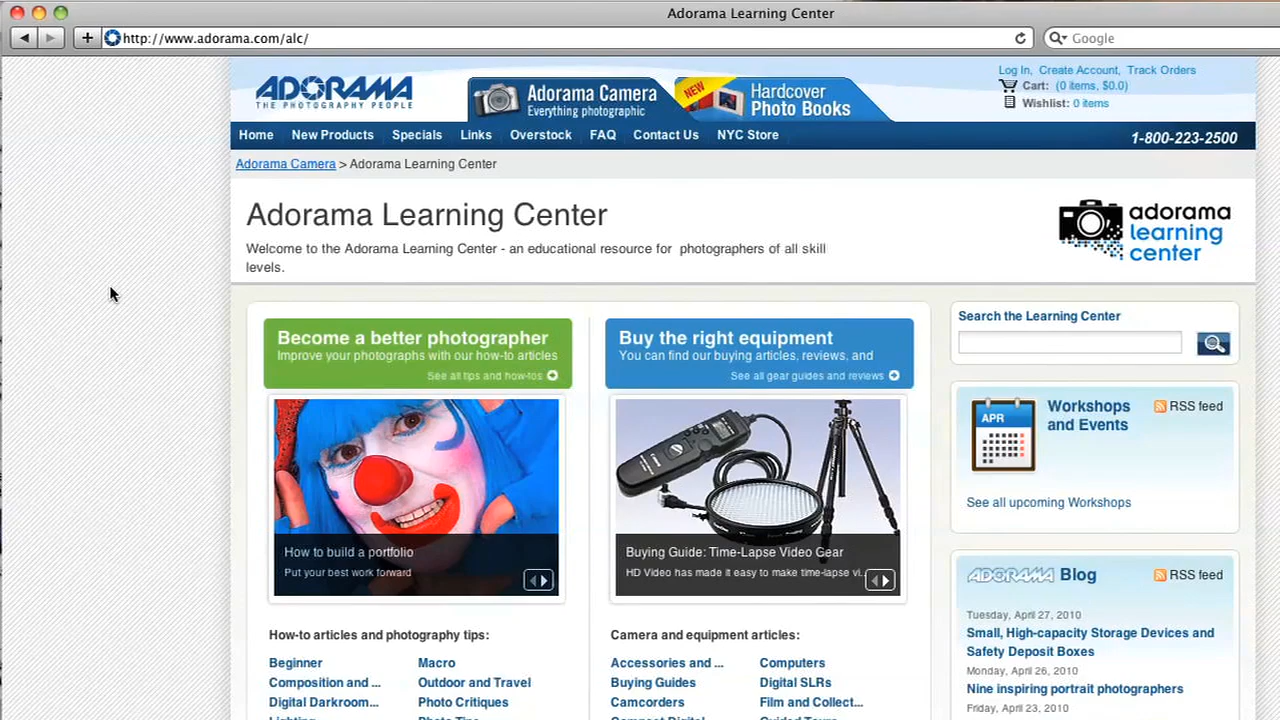 Adorama Learning Center
http://www.adorama.com/alc/
Google
ADORAMA
THE PHOTOGRAPHY PEOPLE
Adorama Camera
Everything photographic
NEW
Hardcover
Photo Books
Log In, Create Account, Track Orders
Cart: (0 items, $0.0)
Wishlist: 0 items
Home New Products Specials Links Overstock FAQ Contact Us NYC Store
1-800-223-2500
Adorama Camera > Adorama Learning Center
Adorama Learning Center
Welcome to the Adorama Learning Center - an educational resource for photographers of all skill
levels.
adorama
learning
center
Become a better photographer
Improve your photographs with our how-to articles
See all tips and how-tos
Buy the right equipment
You can find our buying articles, reviews, and
See all gear guides and reviews
Search the Learning Center
How to build a portfolio
Put your best work forward
Buying Guide: Time-Lapse Video Gear
HD Video has made it easy to make time-lapse vi...
APR
Workshops
and Events
RSS feed
See all upcoming Workshops
ADORAMA Blog
RSS feed
Tuesday, April 27, 2010
Small, High-capacity Storage Devices and
Safety Deposit Boxes
Monday, April 26, 2010
Nine inspiring portrait photographers
Friday, April 23, 2010
How-to articles and photography tips:
Beginner
Macro
Composition and ...
Outdoor and Travel
Digital Darkroom...
Photo Critiques
Lighting
Photo Tips
Camera and equipment articles:
Accessories and ...
Computers
Buying Guides
Digital SLRs
Camcorders
Film and Collect...
Compact Digital
Guided Tours